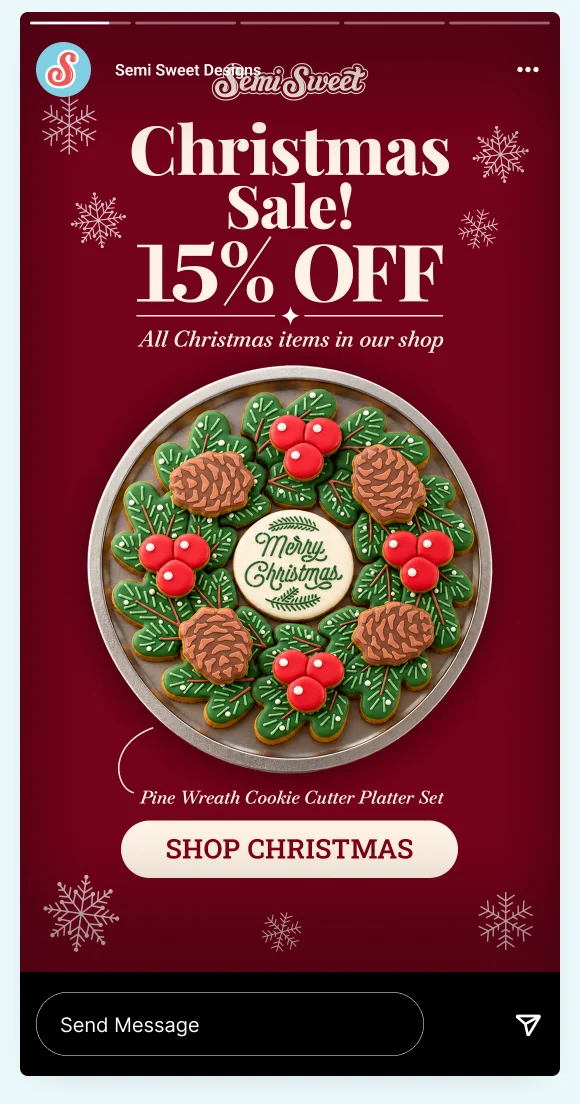 Semi Sweet Designs
Semi Sweet
Christmas
Sale!
15% OFF
All Christmas items in our shop
Merry
Christmas
Pine Wreath Cookie Cutter Platter Set
SHOP CHRISTMAS
Send Message